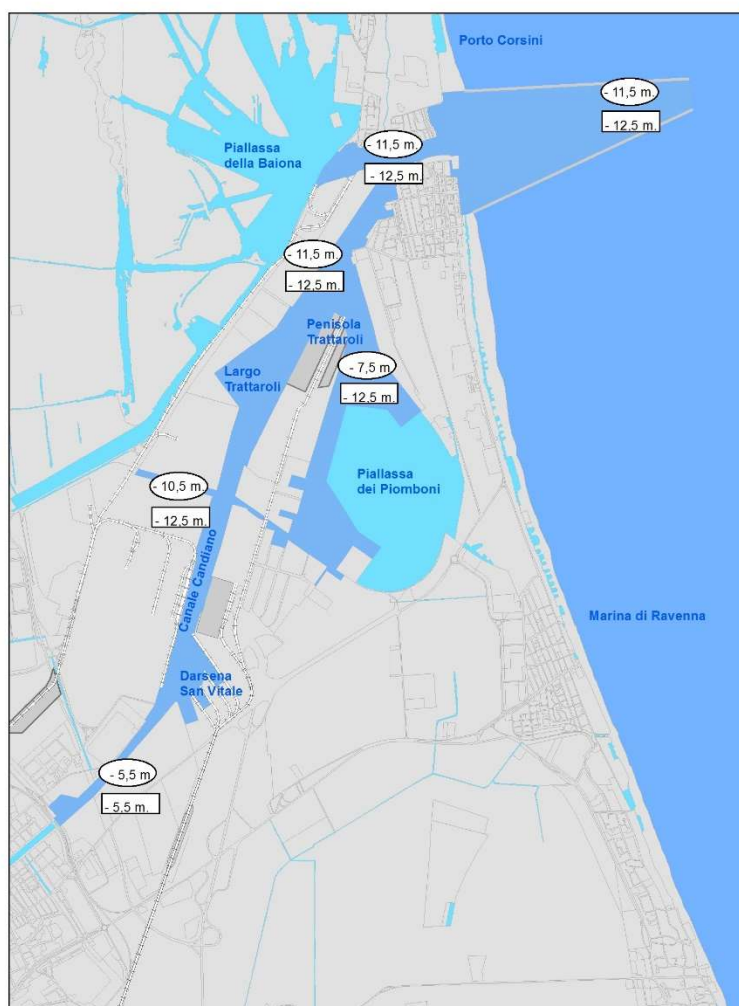 Porto Corsini
- 11,5 m.
- 12,5 m.
- 11,5 m.
- 12,5 m.
Piallassa
della Baiona
- 11,5 m.
- 12,5 m.
Penisola
Trattaroli
Largo
Trattaroli
- 7,5 m
- 12,5 m.
Piallassa
dei Piomboni
- 10,5 m.
- 12,5 m.
Canale Candiano
Marina di Ravenna
Darsena
San Vitale
- 5,5 m.
- 5,5 m.